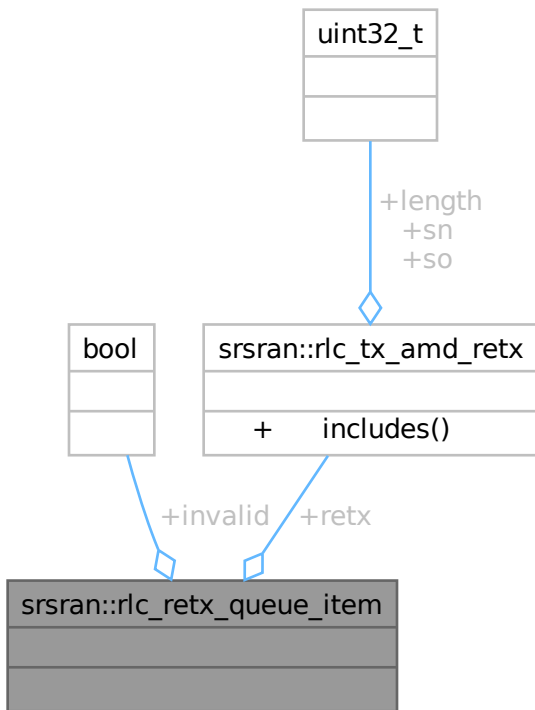 uint32_t
+length
+sn
+so
bool
srsran::rlc_tx_amd_retx
+ includes()
+invalid
+retx
srsran::rlc_retx_queue_item